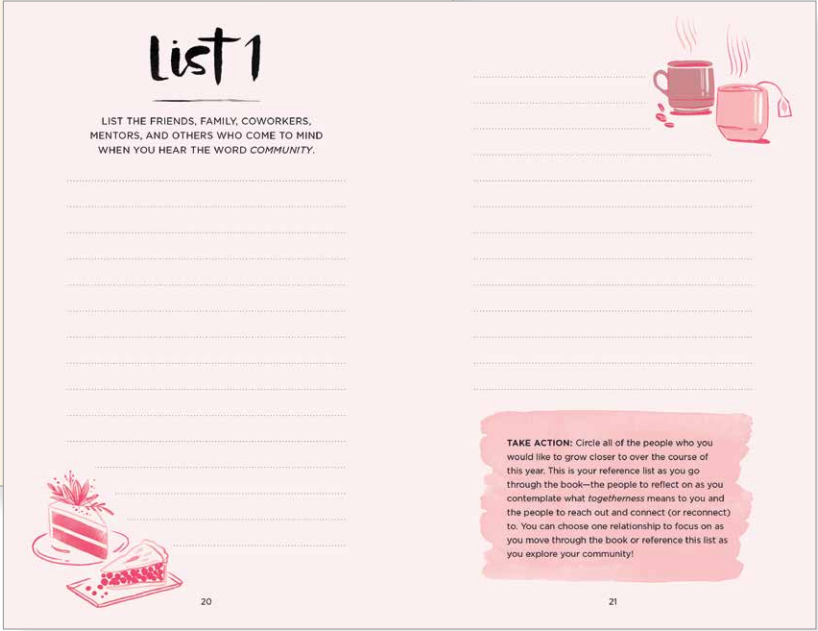 List 1
LIST THE FRIENDS, FAMILY, COWORKERS,
MENTORS, AND OTHERS WHO COME TO MIND
WHEN YOU HEAR THE WORD COMMUNITY.
20
TAKE ACTION: Circle all of the people who you
would like to grow closer to over the course of
this year. This is your reference list as you go
through the book—the people to reflect on as you
contemplate what togetherness means to you and
the people to reach out and connect (or reconnect)
to. You can choose one relationship to focus on as
you move through the book or reference this list as
you explore your community!
21